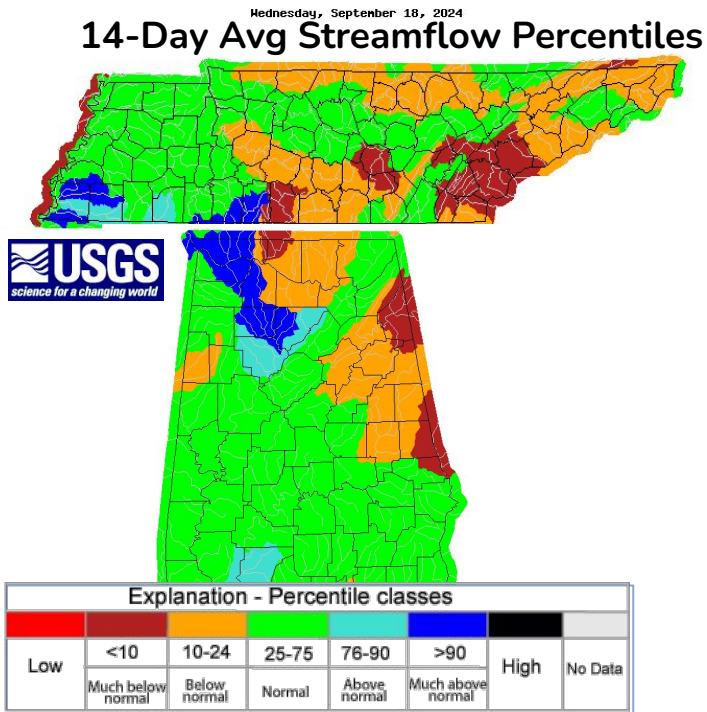 Wednesday, September 18, 2024
14-Day Avg Streamflow Percentiles
USGS
science for a changing world
Explanation - Percentile classes
Low <10 10-24 25-75 76-90 >90 High No Data
Much below normal Below normal Normal Above normal Much above normal